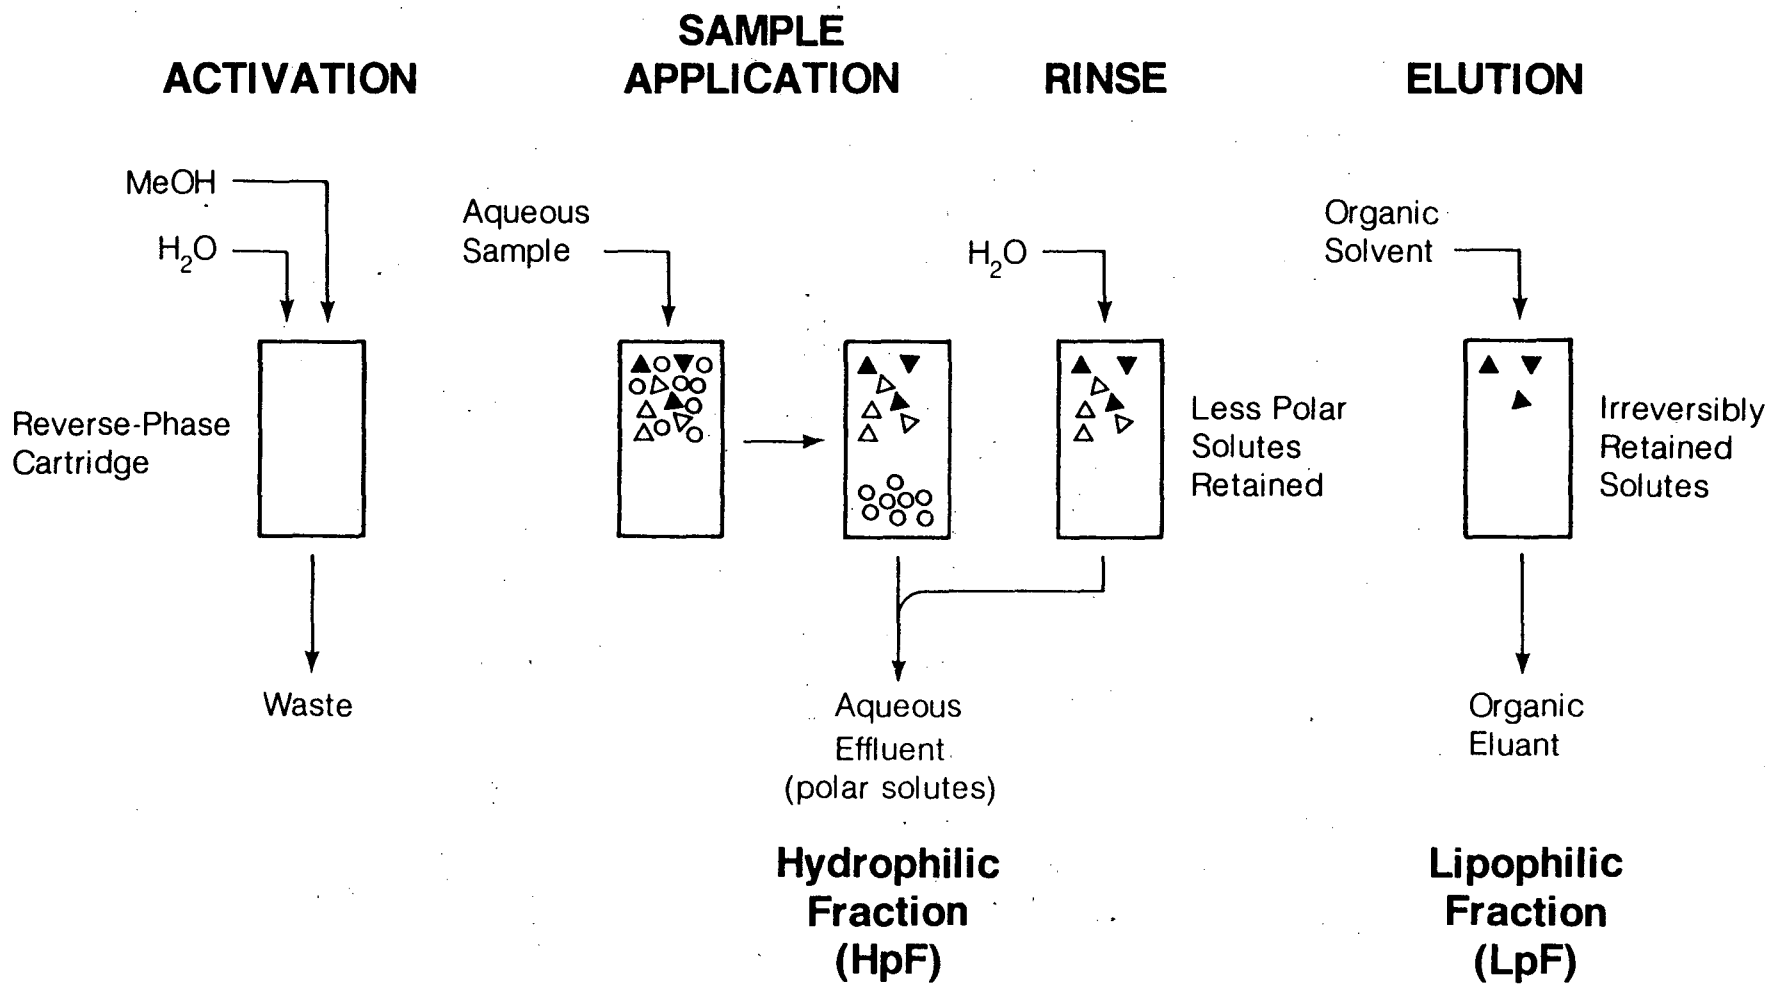 ACTIVATION
SAMPLE
APPLICATION
RINSE
ELUTION
MeOH
H₂O
Reverse-Phase
Cartridge
Waste
Aqueous
Sample
H₂O
Less Polar
Solutes
Retained
Aqueous
Effluent
(polar solutes)
Hydrophilic
Fraction
(HpF)
Organic
Solvent
Irreversibly
Retained
Solutes
Organic
Eluant
Lipophilic
Fraction
(LpF)